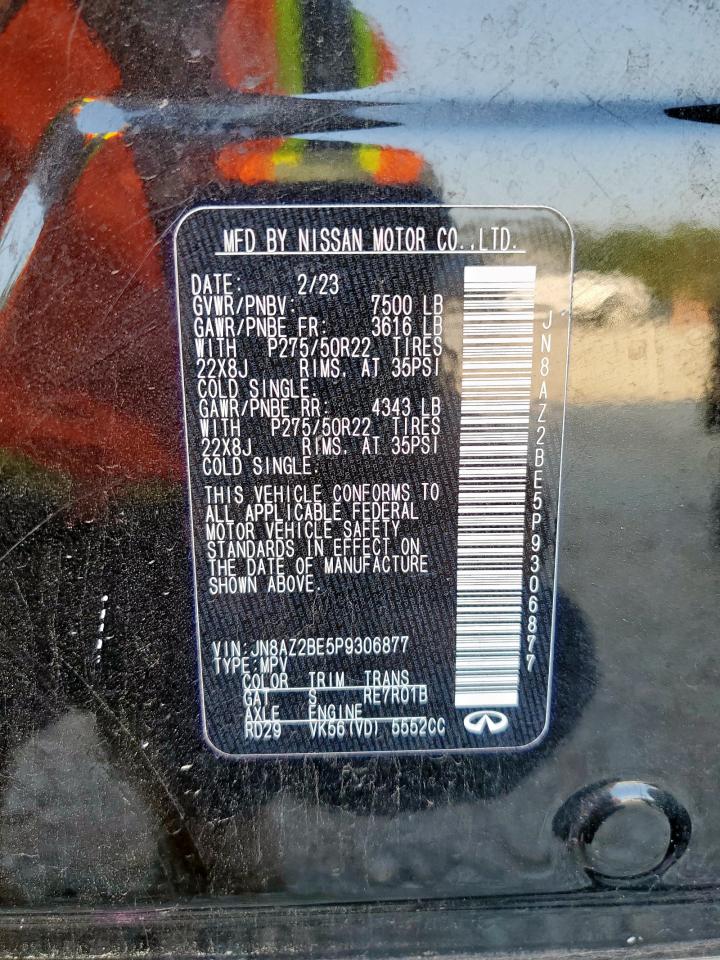 MFD BY NISSAN MOTOR CO.,LTD.
DATE: 2/23
GVWR/PNBV: 7500 LB
GAWR/PNBE FR: 3616 LB
WITH P275/50R22 TIRES
22X8J RIMS. AT 35PSI
COLD SINGLE.
GAWR/PNBE RR: 4343 LB
WITH P275/50R22 TIRES
22X8J RIMS. AT 35PSI
COLD SINGLE.
THIS VEHICLE CONFORMS TO
ALL APPLICABLE FEDERAL
MOTOR VEHICLE SAFETY
STANDARDS IN EFFECT ON
THE DATE OF MANUFACTURE
SHOWN ABOVE.
VIN:JN8AZ2BE5P9306877
TYPE:MPV
COLOR TRIM TRANS
GAT S RE7R01B
AXLE ENGINE
RD29 VK56(VD) 5552CC
JN8AZ2BE5P9306877